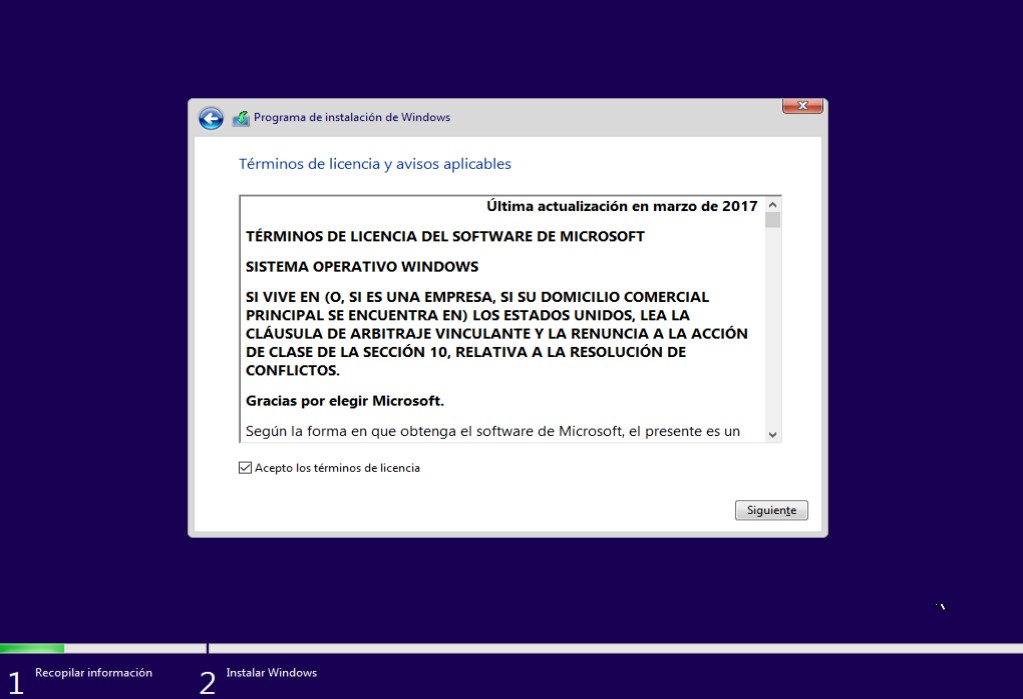 Programa de instalación de Windows
Términos de licencia y avisos aplicables
Última actualización en marzo de 2017
TÉRMINOS DE LICENCIA DEL SOFTWARE DE MICROSOFT
SISTEMA OPERATIVO WINDOWS
SI VIVE EN (O, SI ES UNA EMPRESA, SI SU DOMICILIO COMERCIAL
PRINCIPAL SE ENCUENTRA EN) LOS ESTADOS UNIDOS, LEA LA
CLÁUSULA DE ARBITRAJE VINCULANTE Y LA RENUNCIA A LA ACCIÓN
DE CLASE DE LA SECCIÓN 10, RELATIVA A LA RESOLUCIÓN DE
CONFLICTOS.
Gracias por elegir Microsoft.
Según la forma en que obtenga el software de Microsoft, el presente es un
Acepto los términos de licencia
Siguiente
1 Recopilar información
2 Instalar Windows